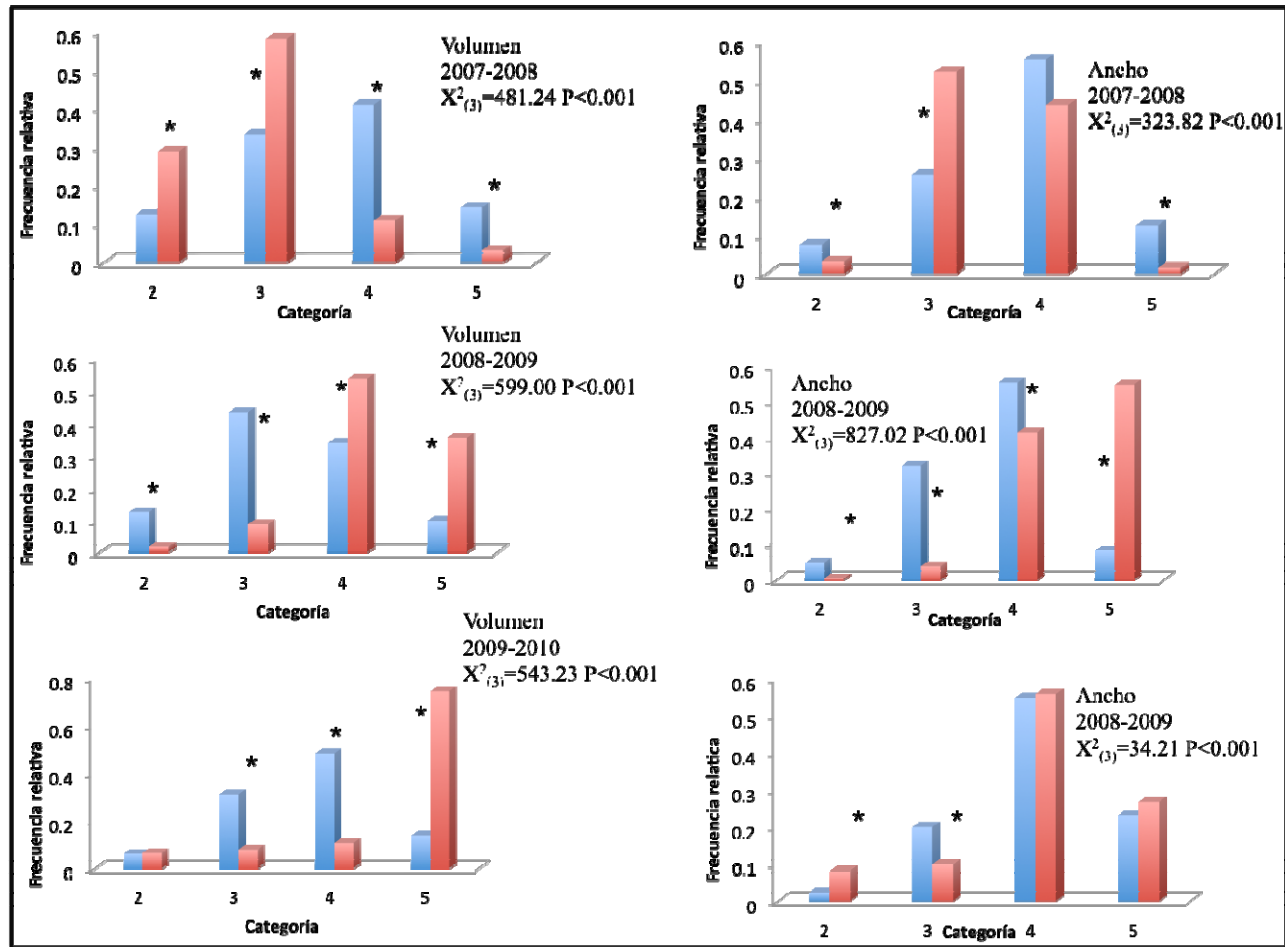 Volumen
2007-2008
X²(3)=481.24 P<0.001
Frecuencia relativa
0.6
0.5
0.4
0.3
0.2
0.1
0
* * * *
2 3 4 5
Categoría
Ancho
2007-2008
X²(3)=323.82 P<0.001
Frecuencia relativa
0.6
0.5
0.4
0.3
0.2
0.1
0
* * *
2 3 4 5
Categoría
Volumen
2008-2009
X²(3)=599.00 P<0.001
Frecuencia relativa
0.6
0.5
0.4
0.3
0.2
0.1
0
* * * *
2 3 4 5
Categoría
Ancho
2008-2009
X²(3)=827.02 P<0.001
Frecuencia relativa
0.6
0.5
0.4
0.3
0.2
0.1
0
* * * *
2 3 4 5
Categoría
Volumen
2009-2010
X²(3)=543.23 P<0.001
Frecuencia relativa
0.8
0.6
0.4
0.2
0
* * *
2 3 4 5
Categoría
Ancho
2008-2009
X²(3)=34.21 P<0.001
Frecuencia relatica
0.6
0.5
0.4
0.3
0.2
0.1
0
* *
2 3 4 5
Categoría